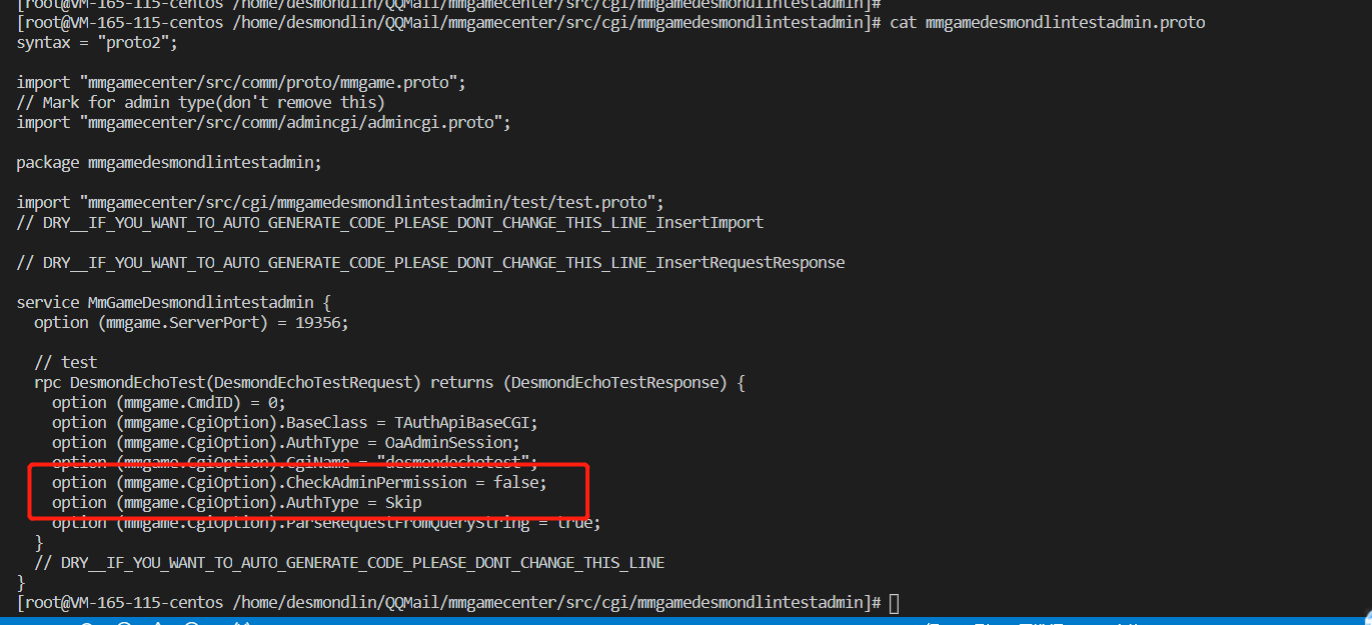 [root@VM-165-115-centos /home/desmondlin/QQMail/mmgamecenter/src/cgi/mmgamedesmondlintestadmin]#
[root@VM-165-115-centos /home/desmondlin/QQMail/mmgamecenter/src/cgi/mmgamedesmondlintestadmin]# cat mmgamedesmondlintestadmin.proto
syntax = "proto2";
import "mmgamecenter/src/comm/proto/mmgame.proto";
// Mark for admin type(don't remove this)
import "mmgamecenter/src/comm/admincgi/admincgi.proto";
package mmgamedesmondlintestadmin;
import "mmgamecenter/src/cgi/mmgamedesmondlintestadmin/test/test.proto";
// DRY__IF_YOU_WANT_TO_AUTO_GENERATE_CODE_PLEASE_DONT_CHANGE_THIS_LINE_InsertImport
// DRY__IF_YOU_WANT_TO_AUTO_GENERATE_CODE_PLEASE_DONT_CHANGE_THIS_LINE_InsertRequestResponse
service MmGameDesmondlintestadmin {
option (mmgame.ServerPort) = 19356;
// test
rpc DesmondEchoTest(DesmondEchoTestRequest) returns (DesmondEchoTestResponse) {
option (mmgame.CmdID) = 0;
option (mmgame.CgiOption).BaseClass = TAuthApiBaseCGI;
option (mmgame.CgiOption).AuthType = OaAdminSession;
option (mmgame.CgiOption).CgiName = "desmondechotest";
option (mmgame.CgiOption).CheckAdminPermission = false;
option (mmgame.CgiOption).AuthType = Skip
option (mmgame.CgiOption).ParseRequestFromQueryString = true;
}
// DRY__IF_YOU_WANT_TO_AUTO_GENERATE_CODE_PLEASE_DONT_CHANGE_THIS_LINE
}
[root@VM-165-115-centos /home/desmondlin/QQMail/mmgamecenter/src/cgi/mmgamedesmondlintestadmin]#